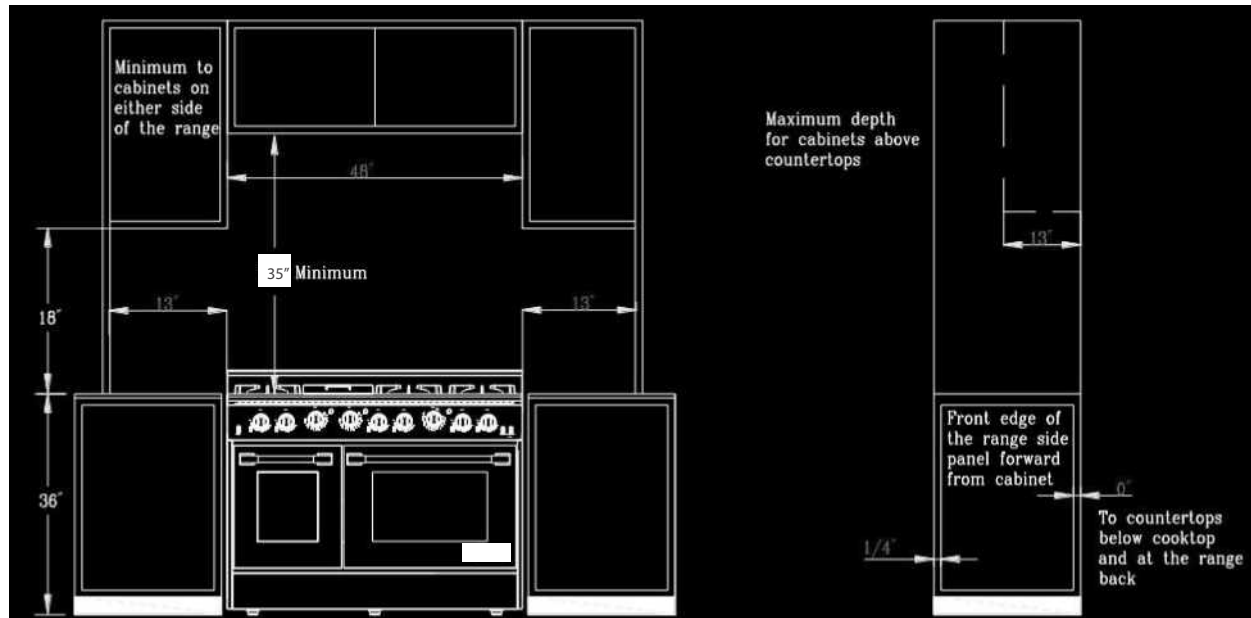 Minimum to
cabinets on
either side
of the range
48"
35" Minimum
18"
13"
13"
36"
Maximum depth
for cabinets above
countertops
13"
Front edge of
the range side
panel forward
from cabinet
0"
1/4"
To countertops
below cooktop
and at the range
back